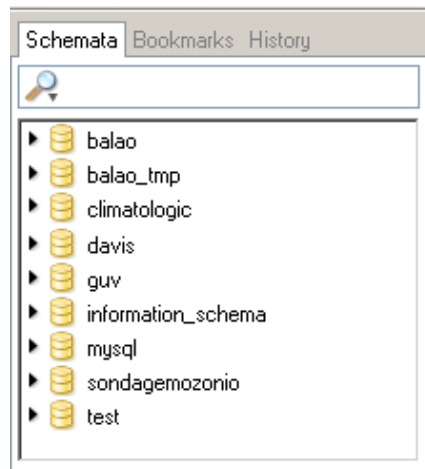 Schemata Bookmarks History
balao
balao_tmp
climatologic
davis
guv
information_schema
mysql
sondagemozonio
test